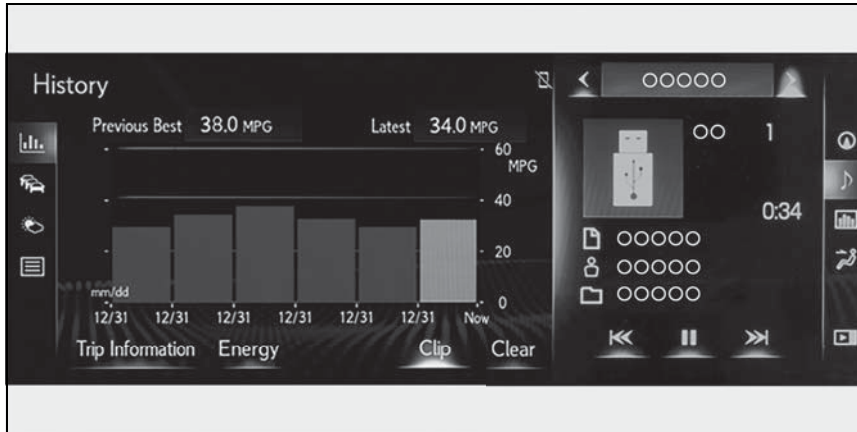 History
OOOOO
Previous Best 38.0 MPG
Latest 34.0 MPG
60
MPG
40
20
0
mm/dd
12/31 12/31 12/31 12/31 12/31 12/31 Now
Trip Information Energy Clip Clear
OO 1
0:34
OOOOO
OOOOO
OOOOO